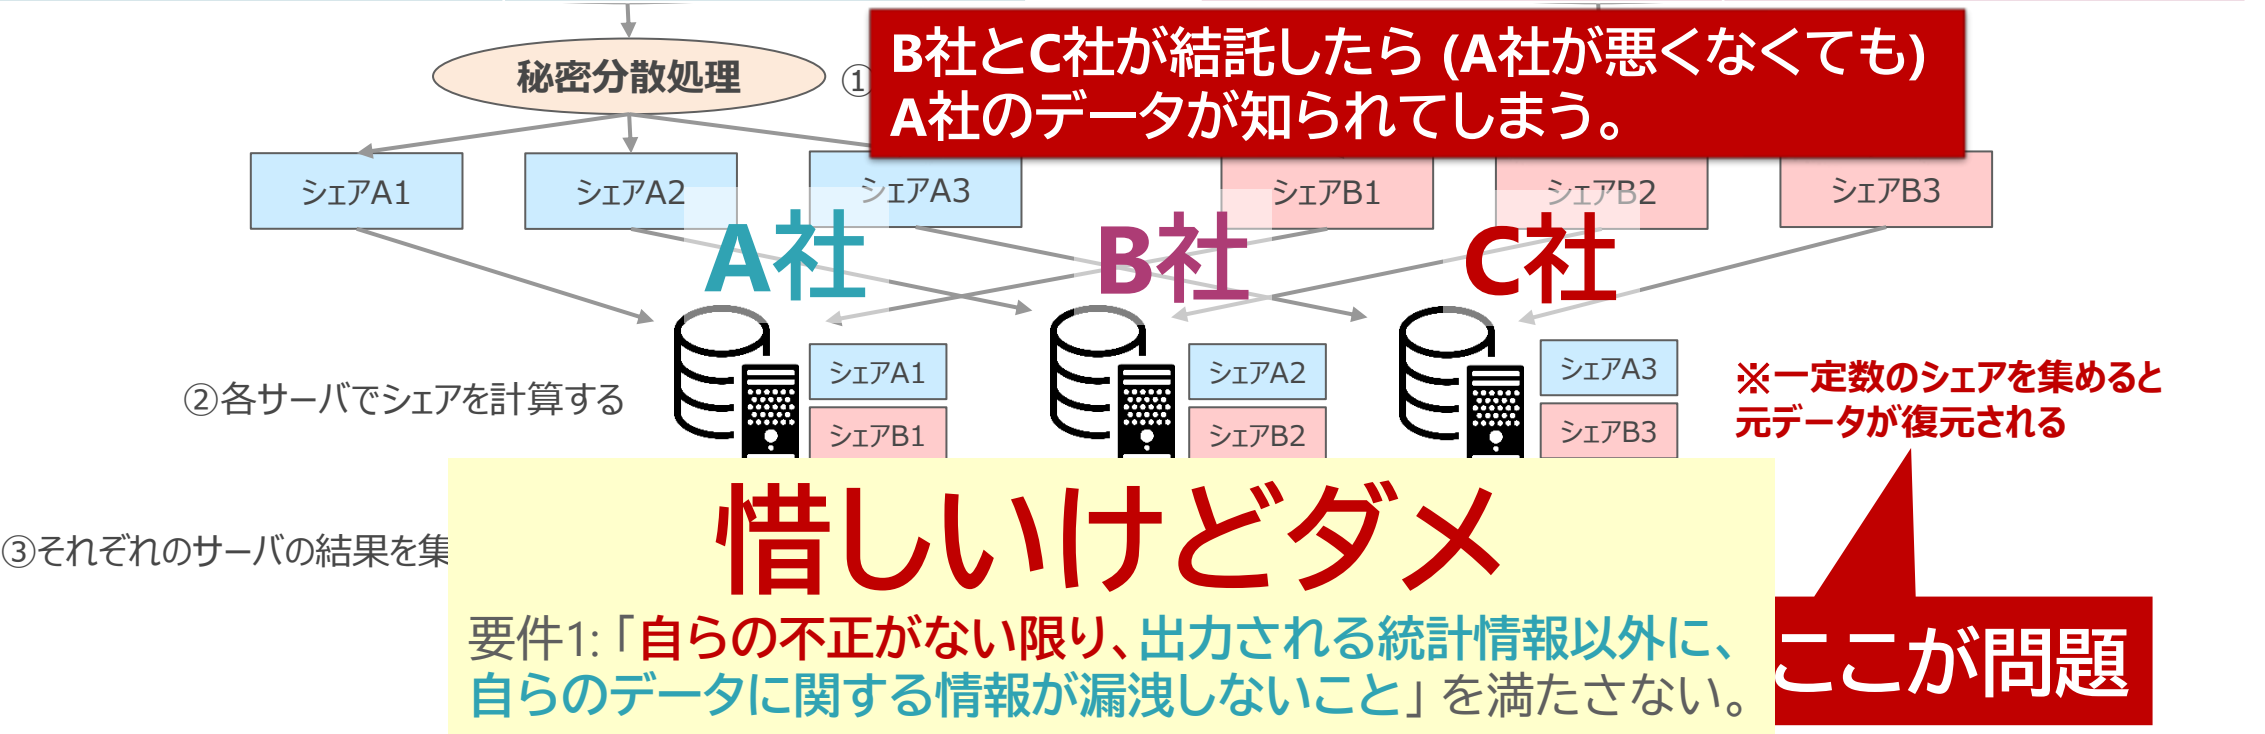 B社とC社が結託したら (A社が悪くなくても)
A社のデータが知られてしまう。
秘密分散処理
①
シェアA1
シェアA2
シェアA3
シェアB1
シェアB2
シェアB3
A社
B社
C社
②各サーバでシェアを計算する
シェアA1
シェアB1
シェアA2
シェアB2
シェアA3
シェアB3
※一定数のシェアを集めると
元データが復元される
③それぞれのサーバの結果を集
惜しいけどダメ
要件1:「自らの不正がない限り、出力される統計情報以外に、
自らのデータに関する情報が漏洩しないこと」を満たさない。
ここが問題